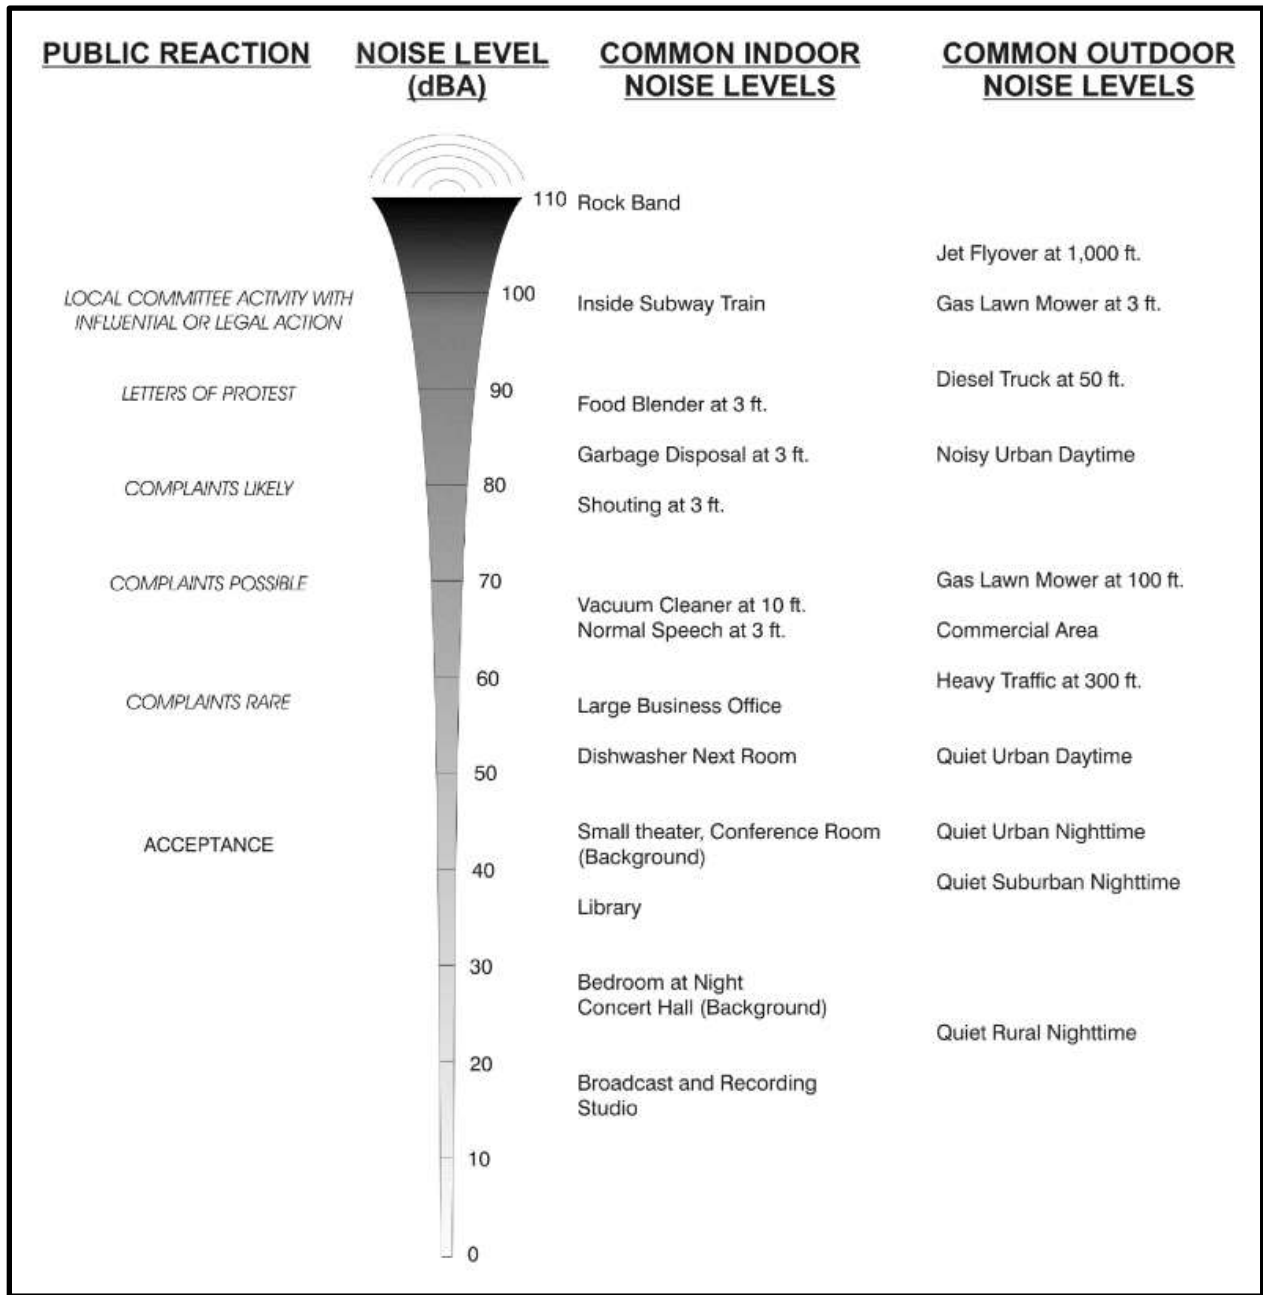 PUBLIC REACTION
NOISE LEVEL
(dBA)
COMMON INDOOR
NOISE LEVELS
COMMON OUTDOOR
NOISE LEVELS
110
Rock Band
Jet Flyover at 1,000 ft.
LOCAL COMMITTEE ACTIVITY WITH
INFLUENTIAL OR LEGAL ACTION
100
Inside Subway Train
Gas Lawn Mower at 3 ft.
Diesel Truck at 50 ft.
LETTERS OF PROTEST
90
Food Blender at 3 ft.
Garbage Disposal at 3 ft.
Noisy Urban Daytime
COMPLAINTS LIKELY
80
Shouting at 3 ft.
COMPLAINTS POSSIBLE
70
Gas Lawn Mower at 100 ft.
Vacuum Cleaner at 10 ft.
Normal Speech at 3 ft.
Commercial Area
60
Heavy Traffic at 300 ft.
COMPLAINTS RARE
Large Business Office
Dishwasher Next Room
Quiet Urban Daytime
50
ACCEPTANCE
Small theater, Conference Room
(Background)
Quiet Urban Nighttime
40
Quiet Suburban Nighttime
Library
30
Bedroom at Night
Concert Hall (Background)
Quiet Rural Nighttime
20
Broadcast and Recording
Studio
10
0